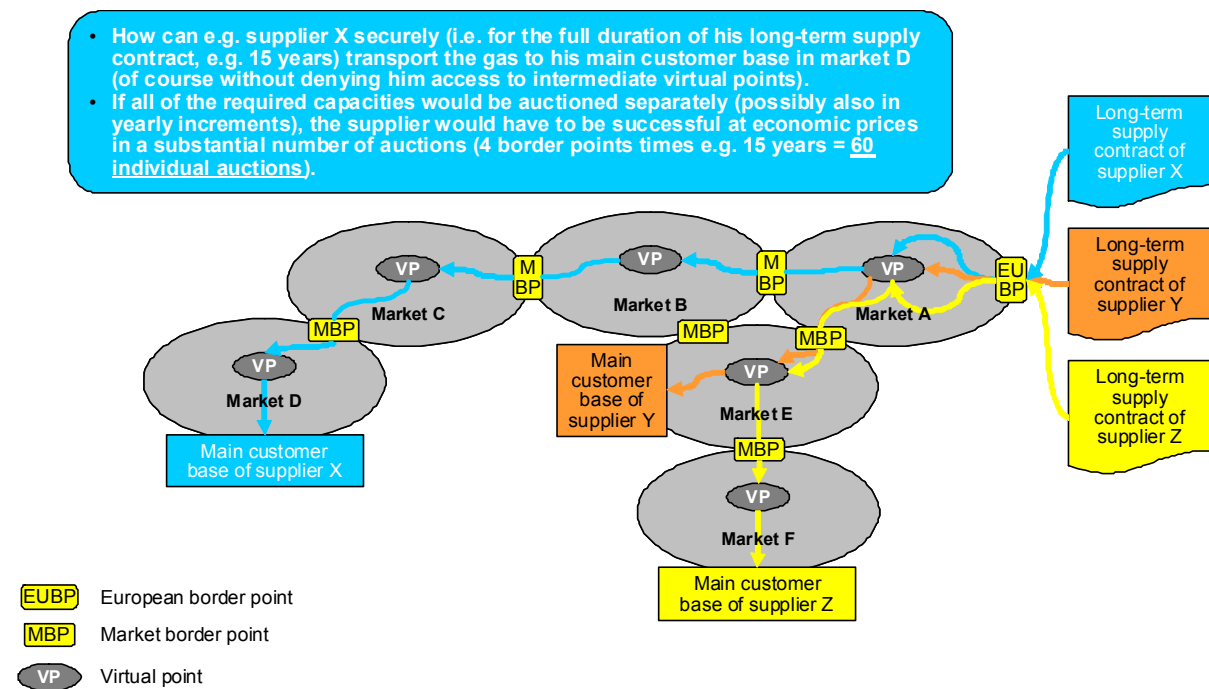 • How can e.g. supplier X securely (i.e. for the full duration of his long-term supply
contract, e.g. 15 years) transport the gas to his main customer base in market D
(of course without denying him access to intermediate virtual points).
• If all of the required capacities would be auctioned separately (possibly also in
yearly increments), the supplier would have to be successful at economic prices
in a substantial number of auctions (4 border points times e.g. 15 years = 60
individual auctions).
Long-term
supply
contract of
supplier X
Long-term
supply
contract of
supplier Y
Long-term
supply
contract of
supplier Z
VP
Market C
M
BP
VP
Market B
M
BP
VP
Market A
EU
BP
MBP
VP
Market D
Main customer
base of supplier X
MBP
MBP
Main
customer
base of
supplier Y
VP
Market E
MBP
VP
Market F
Main customer
base of supplier Z
EUBP European border point
MBP Market border point
VP Virtual point